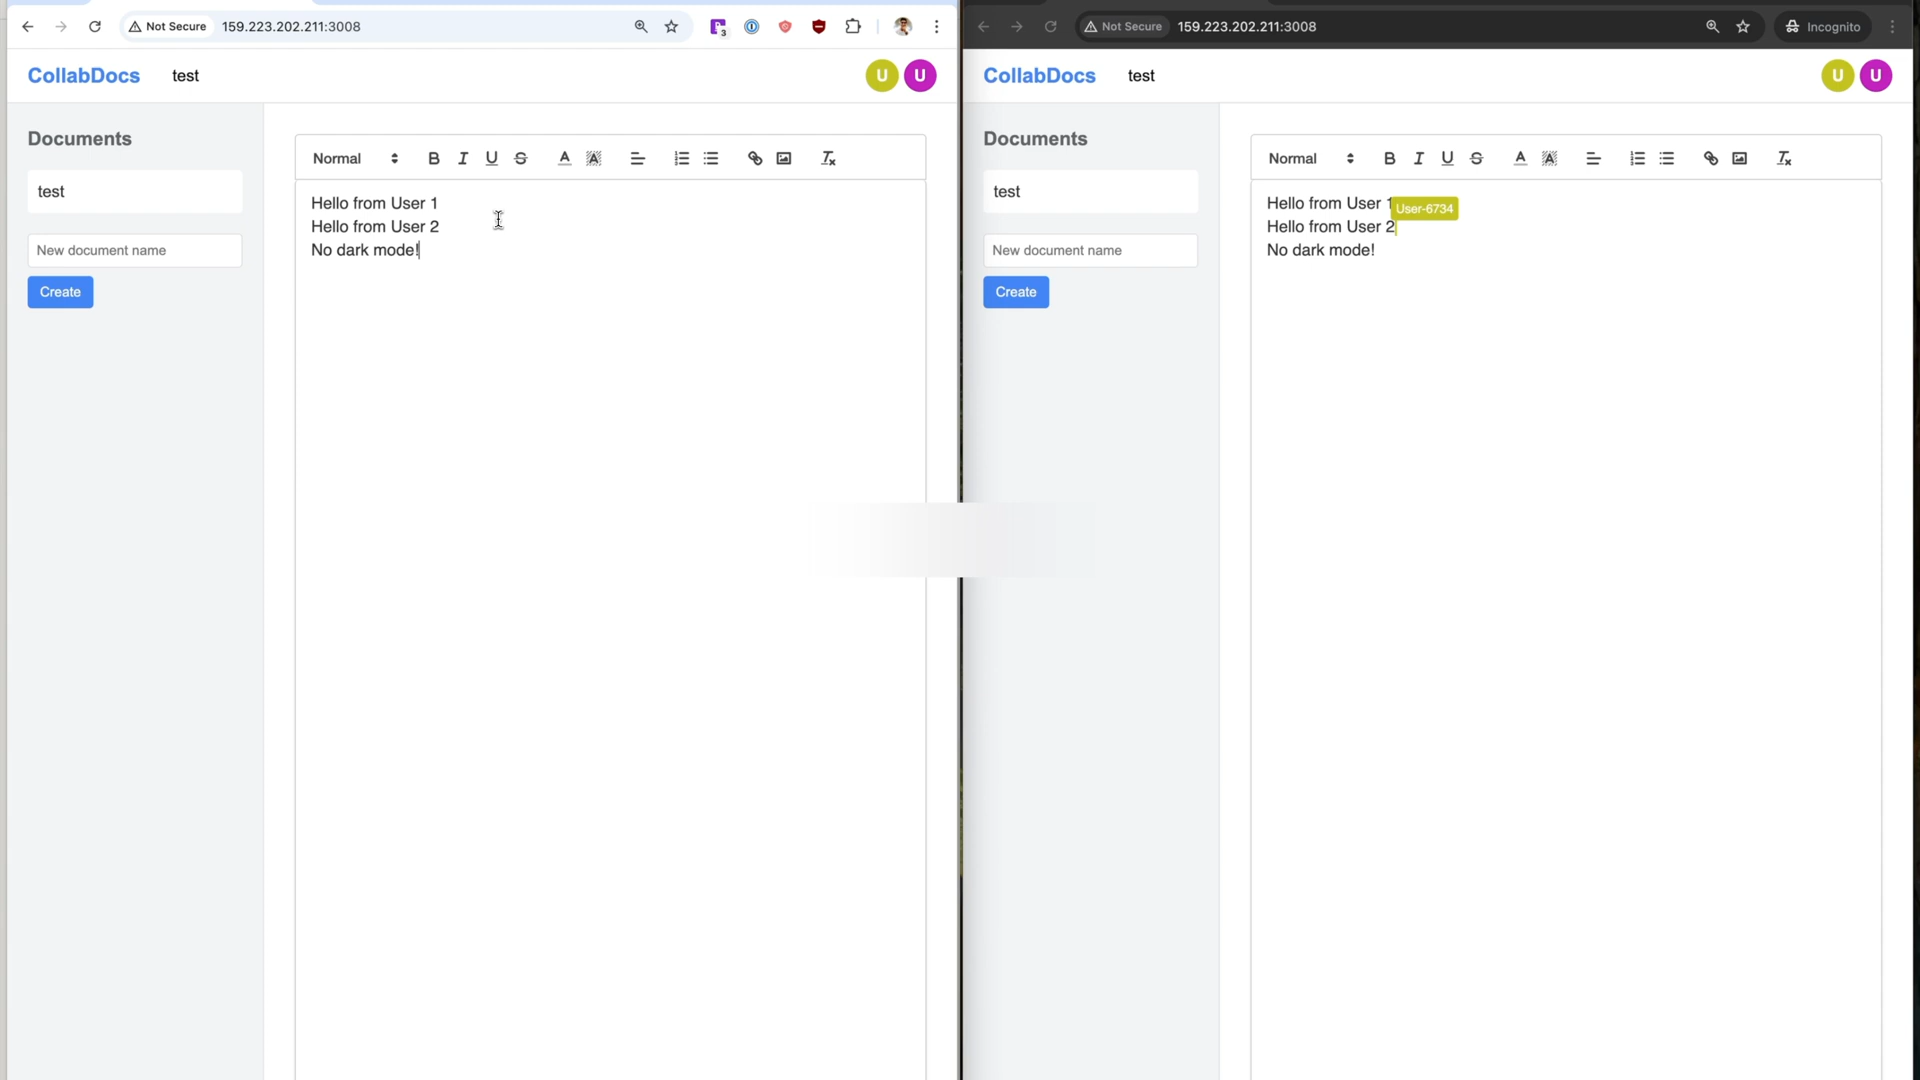 Not Secure 159.223.202.211:3008
3
CollabDocs test U U
Documents
test
New document name
Create
Normal B I U S A A
Hello from User 1
Hello from User 2
No dark mode!
Not Secure 159.223.202.211:3008 Incognito
CollabDocs test U U
Documents
test
New document name
Create
Normal B I U S A A
Hello from User 1
User-6734
Hello from User 2
No dark mode!